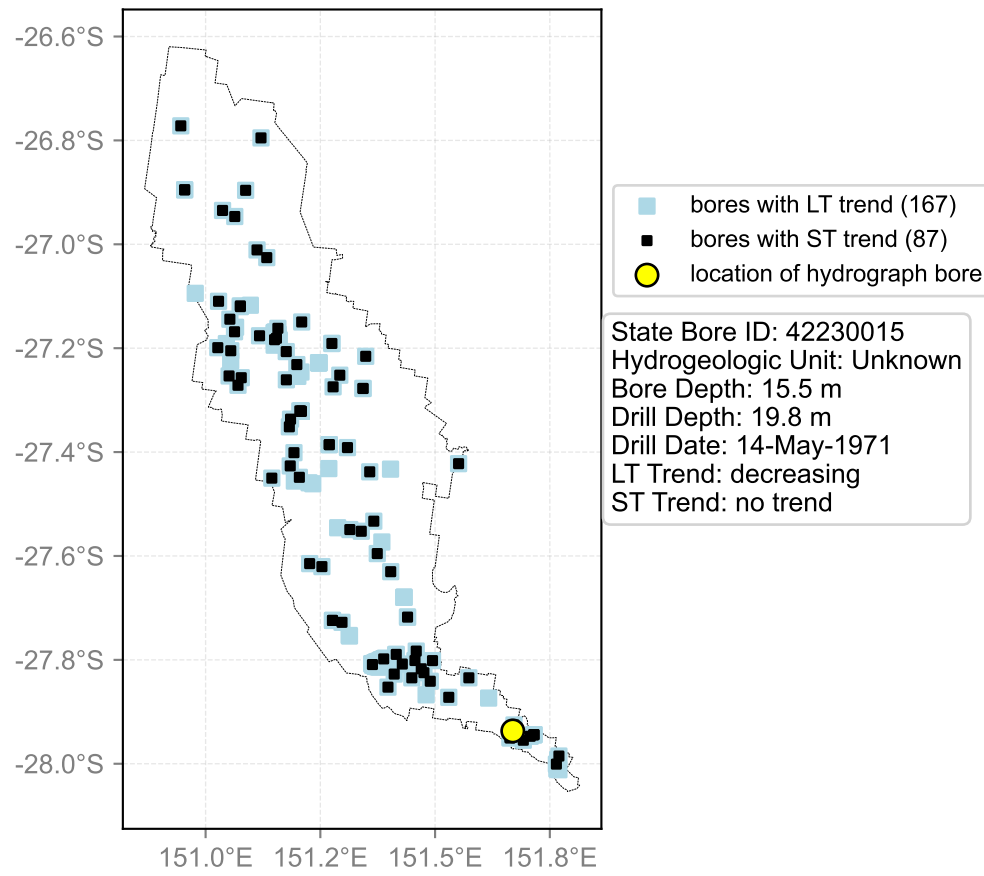 -26.6°S
-26.8°S
-27.0°S
-27.2°S
-27.4°S
-27.6°S
-27.8°S
-28.0°S
151.0°E
151.2°E
151.5°E
151.8°E
bores with LT trend (167)
bores with ST trend (87)
location of hydrograph bore
State Bore ID: 42230015
Hydrogeologic Unit: Unknown
Bore Depth: 15.5 m
Drill Depth: 19.8 m
Drill Date: 14-May-1971
LT Trend: decreasing
ST Trend: no trend